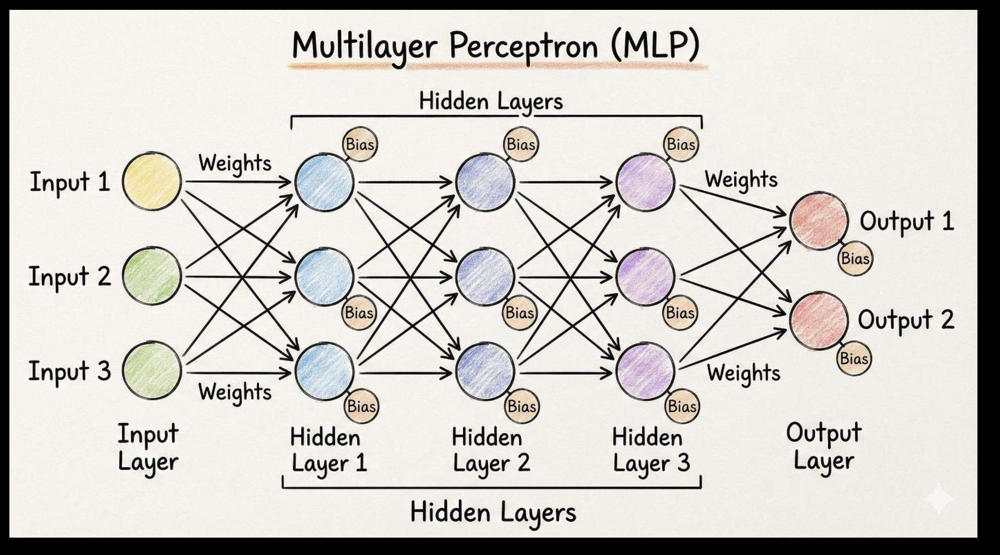 Multilayer Perceptron (MLP)
Hidden Layers
Bias
Bias
Bias
Input 1
Weights
Weights
Output 1
Bias
Input 2
Bias
Bias
Bias
Output 2
Bias
Input 3
Weights
Weights
Bias
Bias
Bias
Input
Layer
Hidden
Layer 1
Hidden
Layer 2
Hidden
Layer 3
Output
Layer
Hidden Layers